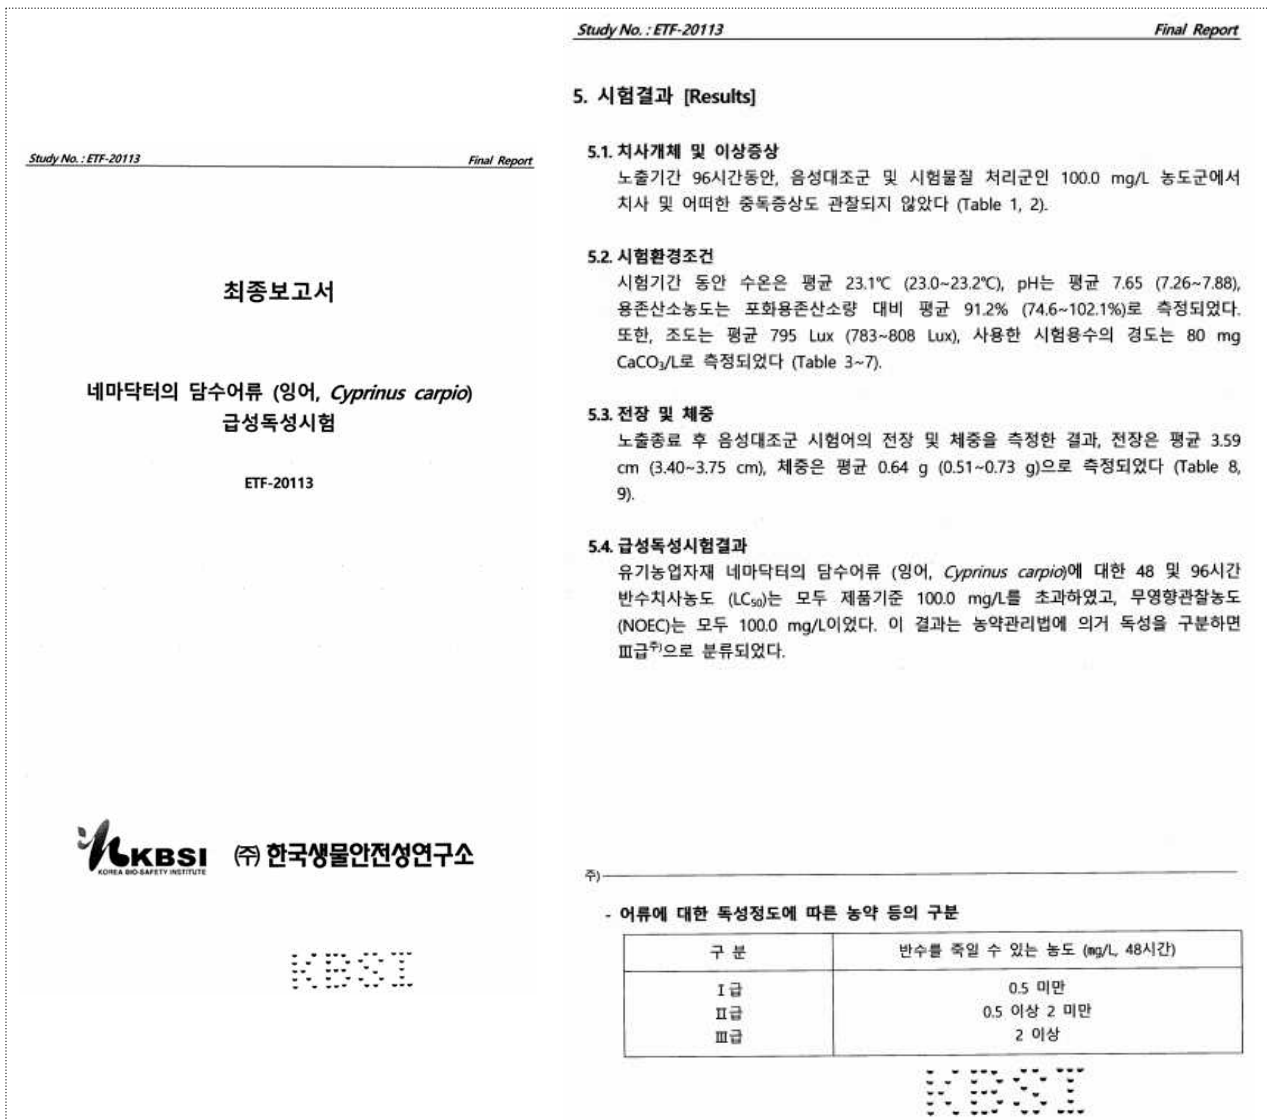 Study No. : ETF-20113 Final Report
최종보고서
네마닥터의 담수어류 (잉어, Cyprinus carpio)
급성독성시험
ETF-20113
KBSI
KOREA BIO-SAFETY INSTITUTE
㈜ 한국생물안전성연구소
KBSI
Study No. : ETF-20113 Final Report
5. 시험결과 [Results]
5.1. 치사개체 및 이상증상
노출기간 96시간동안, 음성대조군 및 시험물질 처리군인 100.0 mg/L 농도군에서
치사 및 어떠한 중독증상도 관찰되지 않았다 (Table 1, 2).
5.2. 시험환경조건
시험기간 동안 수온은 평균 23.1℃ (23.0~23.2℃), pH는 평균 7.65 (7.26~7.88),
용존산소농도는 포화용존산소량 대비 평균 91.2% (74.6~102.1%)로 측정되었다.
또한, 조도는 평균 795 Lux (783~808 Lux), 사용한 시험용수의 경도는 80 mg
CaCO₃/L로 측정되었다 (Table 3~7).
5.3. 전장 및 체중
노출종료 후 음성대조군 시험어의 전장 및 체중을 측정한 결과, 전장은 평균 3.59
cm (3.40~3.75 cm), 체중은 평균 0.64 g (0.51~0.73 g)으로 측정되었다 (Table 8,
9).
5.4. 급성독성시험결과
유기농업자재 네마닥터의 담수어류 (잉어, Cyprinus carpio)에 대한 48 및 96시간
반수치사농도 (LC₅₀)는 모두 제품기준 100.0 mg/L를 초과하였고, 무영향관찰농도
(NOEC)는 모두 100.0 mg/L이었다. 이 결과는 농약관리법에 의거 독성을 구분하면
Ⅲ급주)으로 분류되었다.
주)
- 어류에 대한 독성정도에 따른 농약 등의 구분
구 분 반수를 죽일 수 있는 농도 (mg/L, 48시간)
Ⅰ급 0.5 미만
Ⅱ급 0.5 이상 2 미만
Ⅲ급 2 이상
KBSI